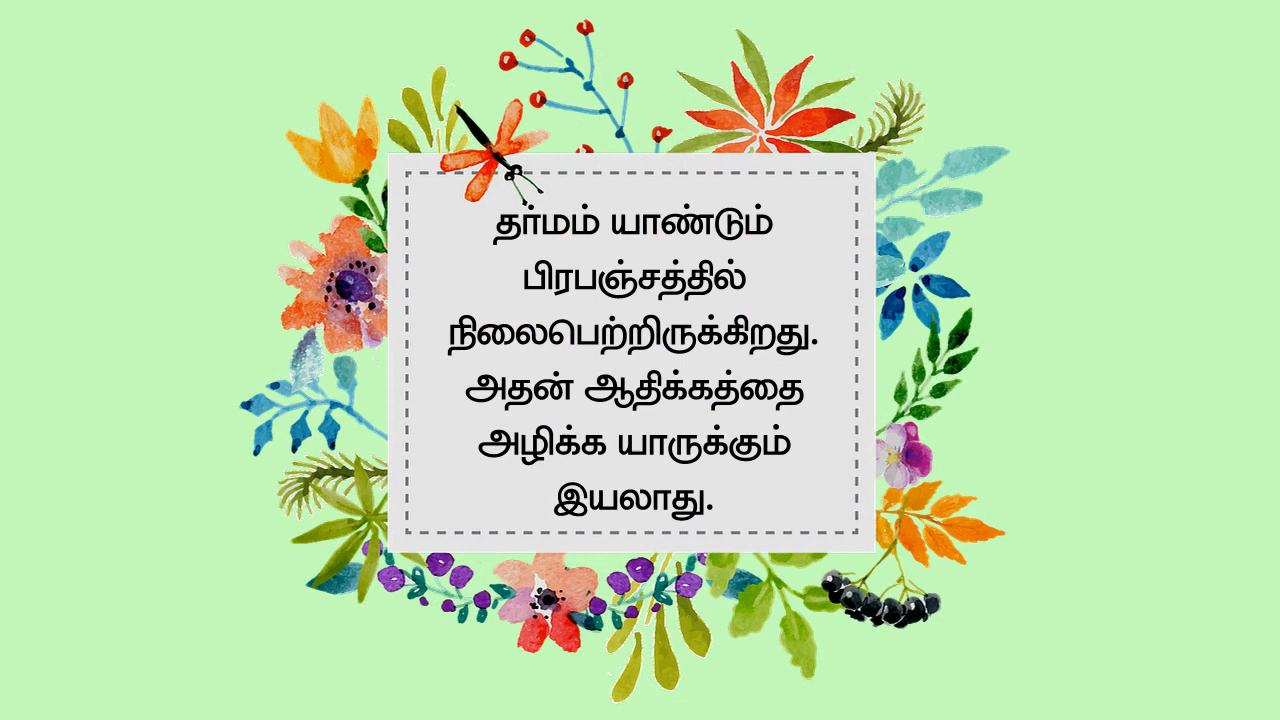 தர்மம் யாண்டும்
பிரபஞ்சத்தில்
நிலைபெற்றிருக்கிறது.
அதன் ஆதிக்கத்தை
அழிக்க யாருக்கும்
இயலாது.